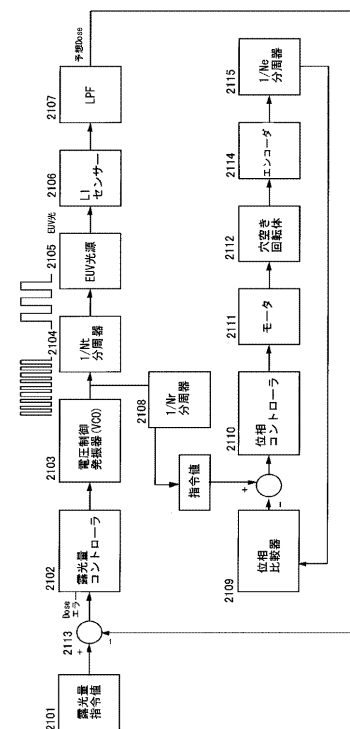 2101
露光量
指令値
2113
+
-
Dose
エラー
2102
露光量
コントローラ
2103
電圧制御
発振器(VCO)
2104
1/Nt
分周器
2105
EUV光源
EUV光
2106
LI
センサー
2107
LPF
予想Dose
2108
1/Nr
分周器
指令値
+
-
2109
位相
比較器
2110
位相
コントローラ
2111
モータ
2112
穴空き
回転体
2114
エンコーダ
2115
1/Ne
分周器